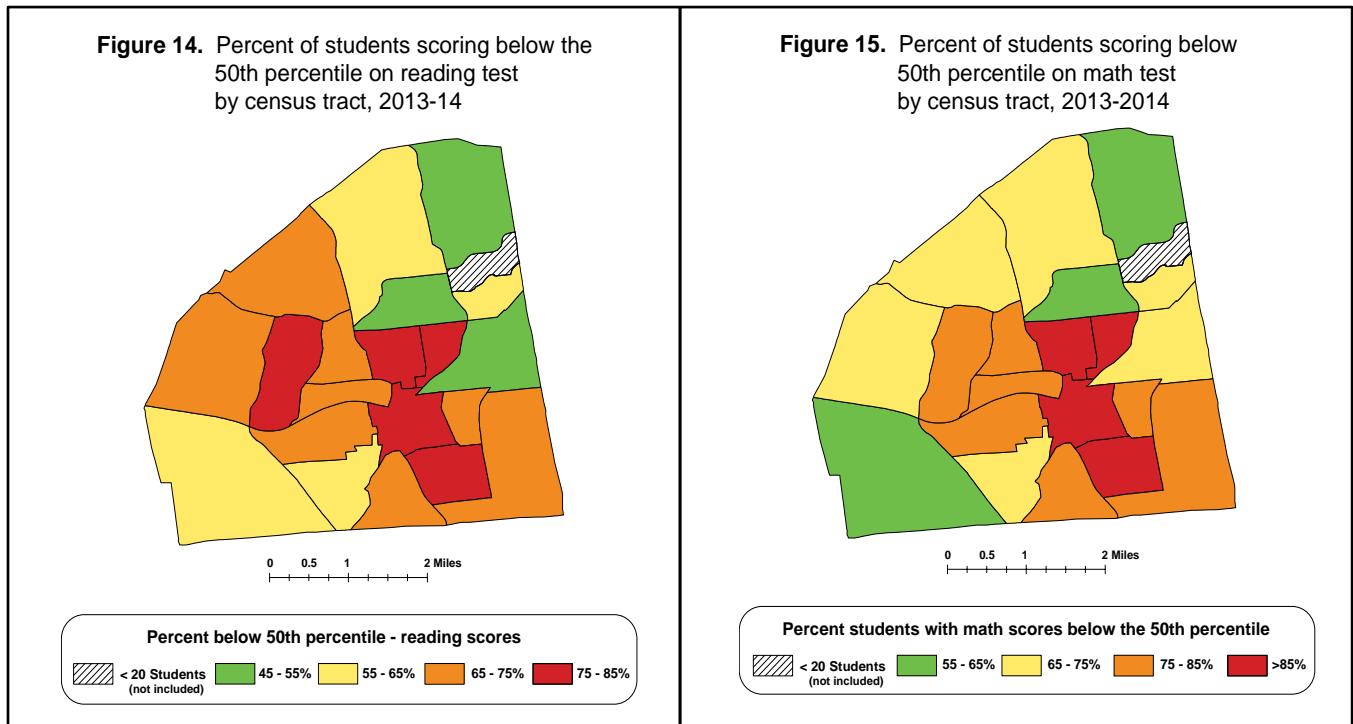 Figure 14. Percent of students scoring below the
50th percentile on reading test
by census tract, 2013-14
0 0.5 1 2 Miles
Percent below 50th percentile - reading scores
< 20 Students
(not included)
45 - 55%
55 - 65%
65 - 75%
75 - 85%
Figure 15. Percent of students scoring below
50th percentile on math test
by census tract, 2013-2014
0 0.5 1 2 Miles
Percent students with math scores below the 50th percentile
< 20 Students
(not included)
55 - 65%
65 - 75%
75 - 85%
>85%